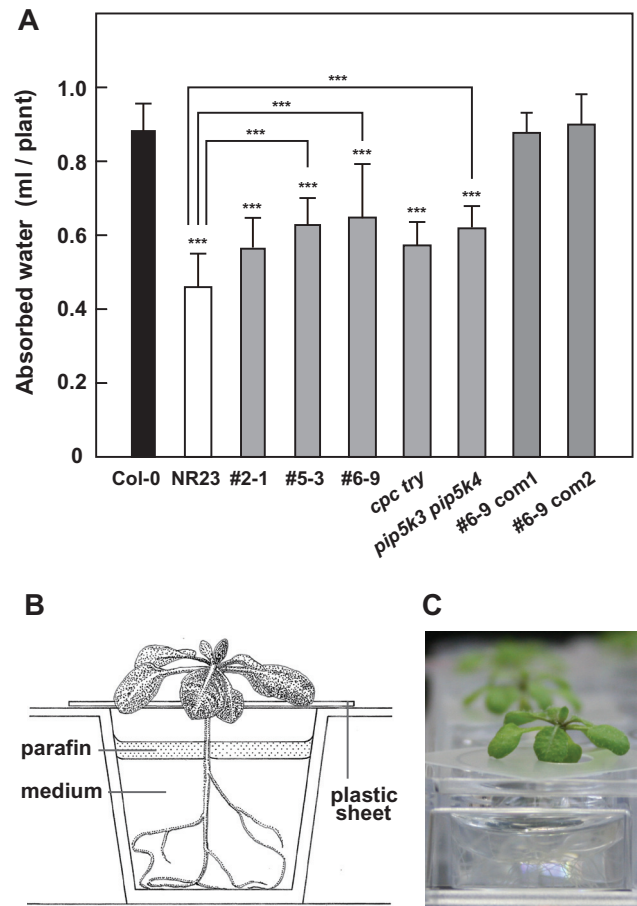 A
Absorbed water (ml / plant)
1.0
0.8
0.6
0.4
0.2
0
***
***
***
***
***
***
***
***
***
Col-0
NR23
#2-1
#5-3
#6-9
cpc try
pip5k3 pip5k4
#6-9 com1
#6-9 com2
B
parafin
medium
plastic
sheet
C